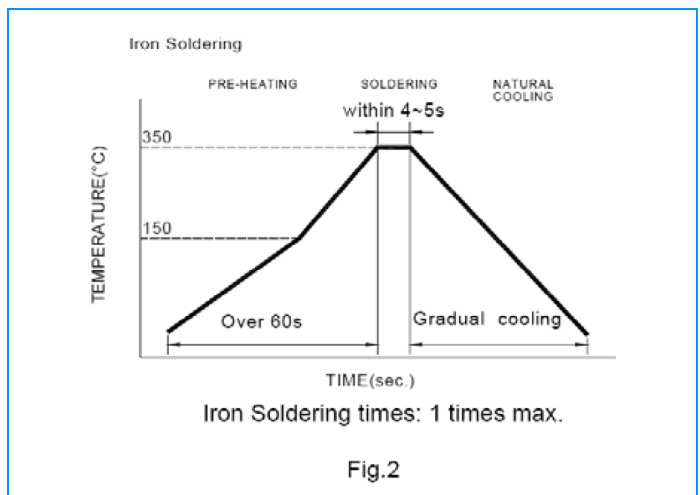 Iron Soldering
PRE-HEATING
SOLDERING
NATURAL
COOLING
within 4~5s
350
150
TEMPERATURE(°C)
Over 60s
Gradual cooling
TIME(sec.)
Iron Soldering times: 1 times max.
Fig.2